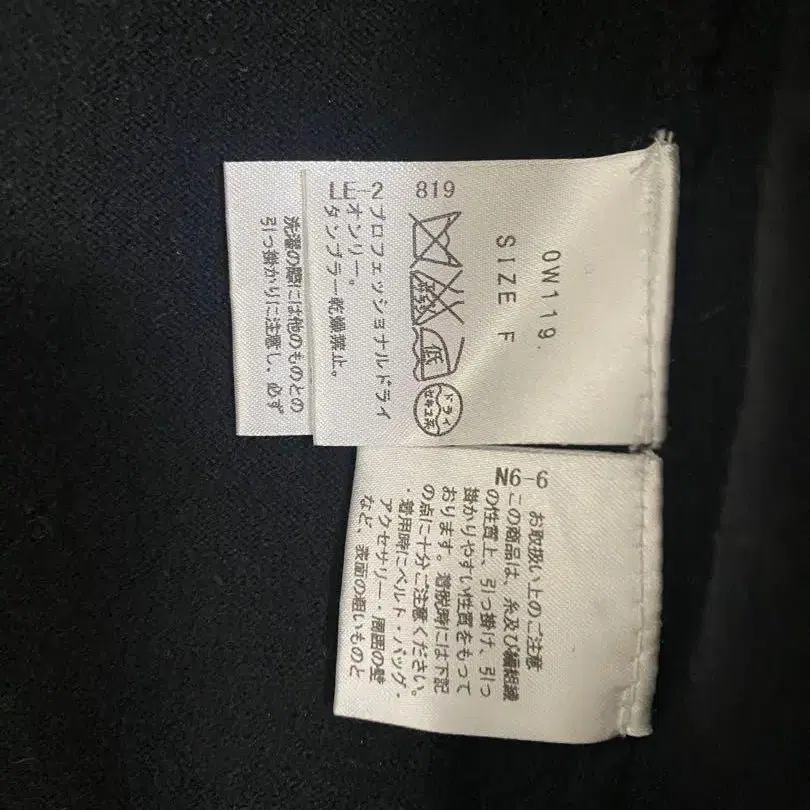 OW119.
SIZE F
819
低
ドライ
セキユ系
LE-2
プロフェッショナルドライ
オンリー。
タンブラー乾燥禁止。
洗濯の際には他のものとの
引っ掛かりに注意し、必ず
N6-6
お取扱い上のご注意
この商品は、糸及び編組織
の性質上、引っ掛け、引っ
掛かりやすい性質をもって
おります。着脱時には下記
の点に十分ご注意ください。
・着用時にベルト・バッグ・
アクセサリー・周囲の壁
など、表面の粗いものと